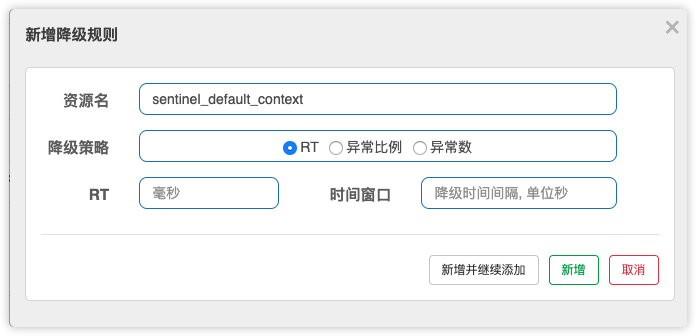 新增降级规则
×
资源名 sentinel_default_context
降级策略 RT 异常比例 异常数
RT 毫秒 时间窗口 降级时间间隔, 单位秒
新增并继续添加 新增 取消